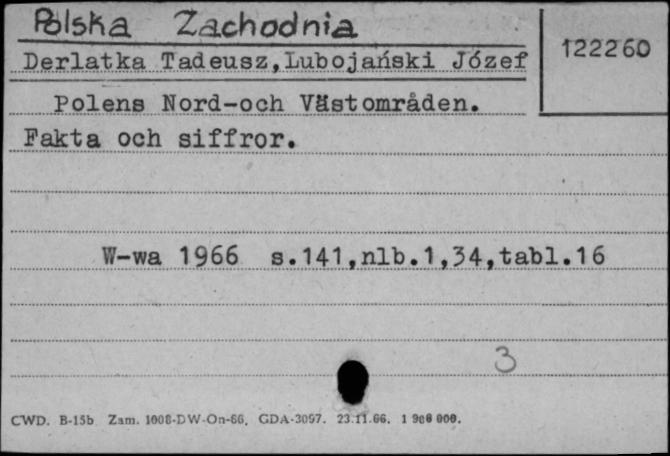 Polska Zachodnia
122260
Derlatka Tadeusz,Lubojański Józef
Polens Nord-och Västområden.
Fakta och siffror.
W-wa 1966 s.141,nlb.1,34,tabl.16
3
CWD. B-15b Zam. 1008-DW-On-66, GDA-3097. 23.11.66. 1 900 000.